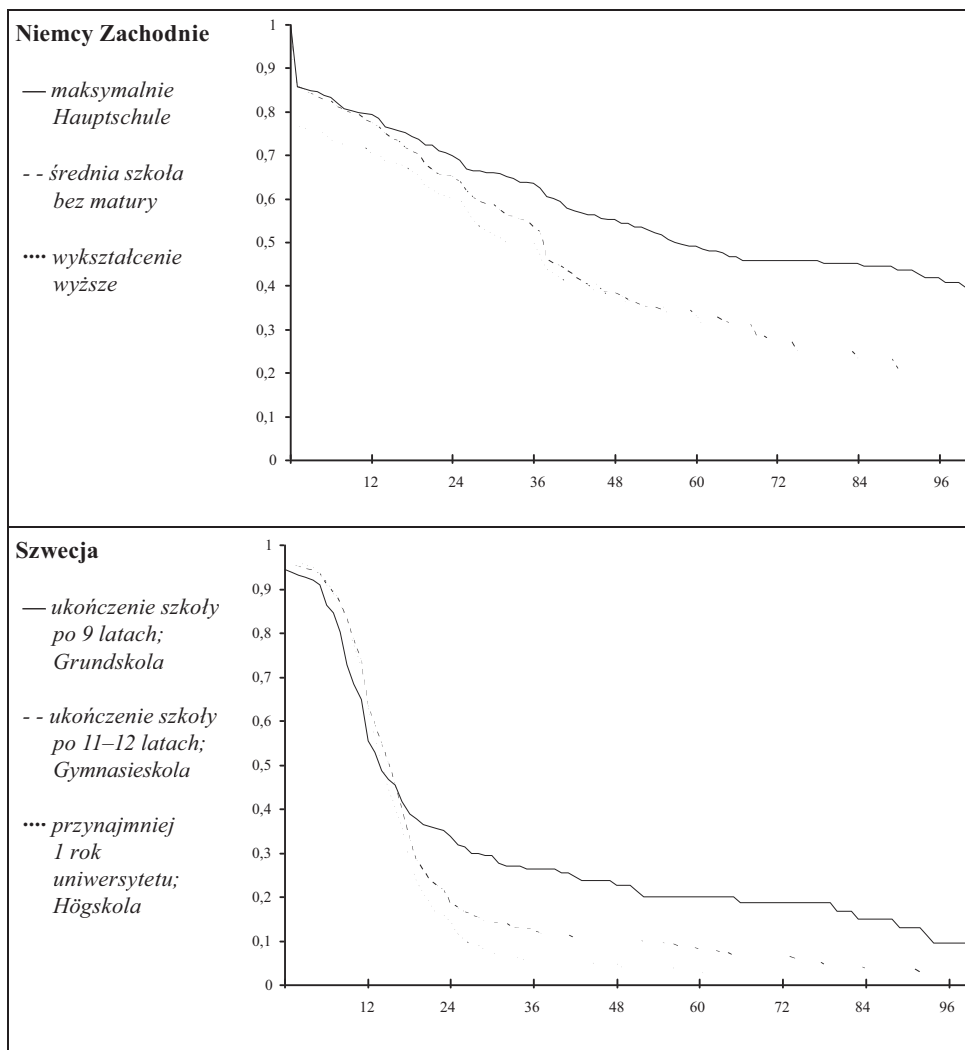 Niemcy Zachodnie
— maksymalnie
Hauptschule
- - średnia szkoła
bez matury
•••• wykształcenie
wyższe
1
0,9
0,8
0,7
0,6
0,5
0,4
0,3
0,2
0,1
0
12 24 36 48 60 72 84 96
Szwecja
— ukończenie szkoły
po 9 latach;
Grundskola
- - ukończenie szkoły
po 11–12 latach;
Gymnasieskola
•••• przynajmniej
1 rok
uniwersytetu;
Högskola
1
0,9
0,8
0,7
0,6
0,5
0,4
0,3
0,2
0,1
0
12 24 36 48 60 72 84 96